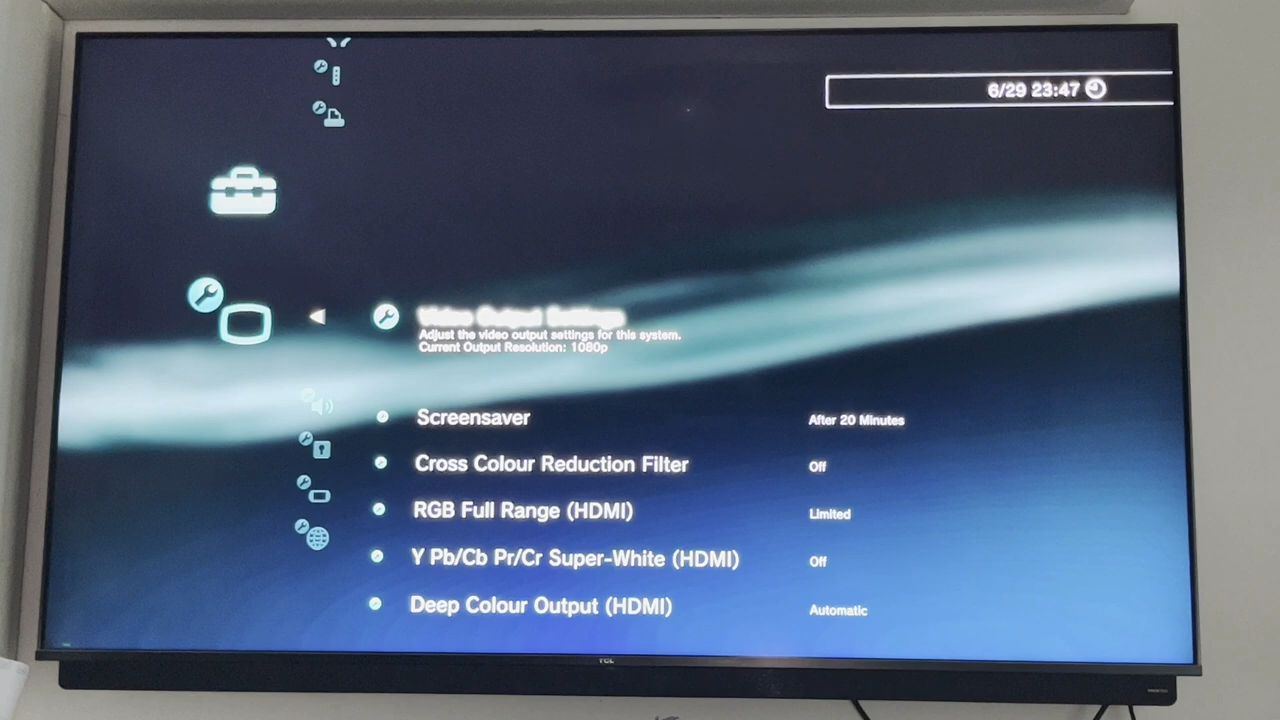 6/29 23:47
Video Output Settings
Adjust the video output settings for this system.
Current Output Resolution: 1080p
Screensaver After 20 Minutes
Cross Colour Reduction Filter Off
RGB Full Range (HDMI) Limited
Y Pb/Cb Pr/Cr Super-White (HDMI) Off
Deep Colour Output (HDMI) Automatic
TCL